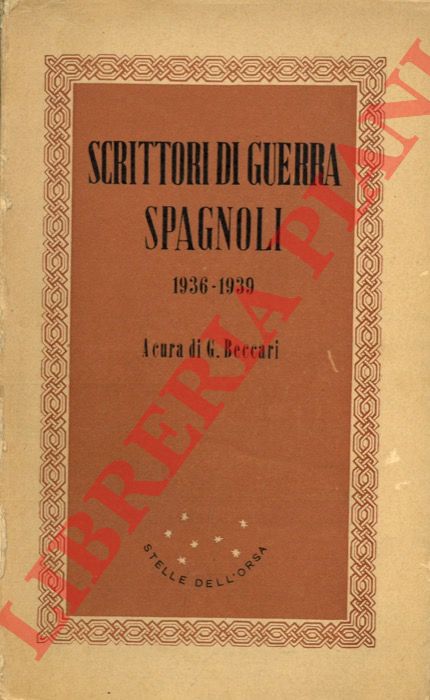 SCRITTORI DI GUERRA
SPAGNOLI
1936-1939
A cura di G. Beccari
STELLE DELL'ORSA
LIBRERIA PIANI